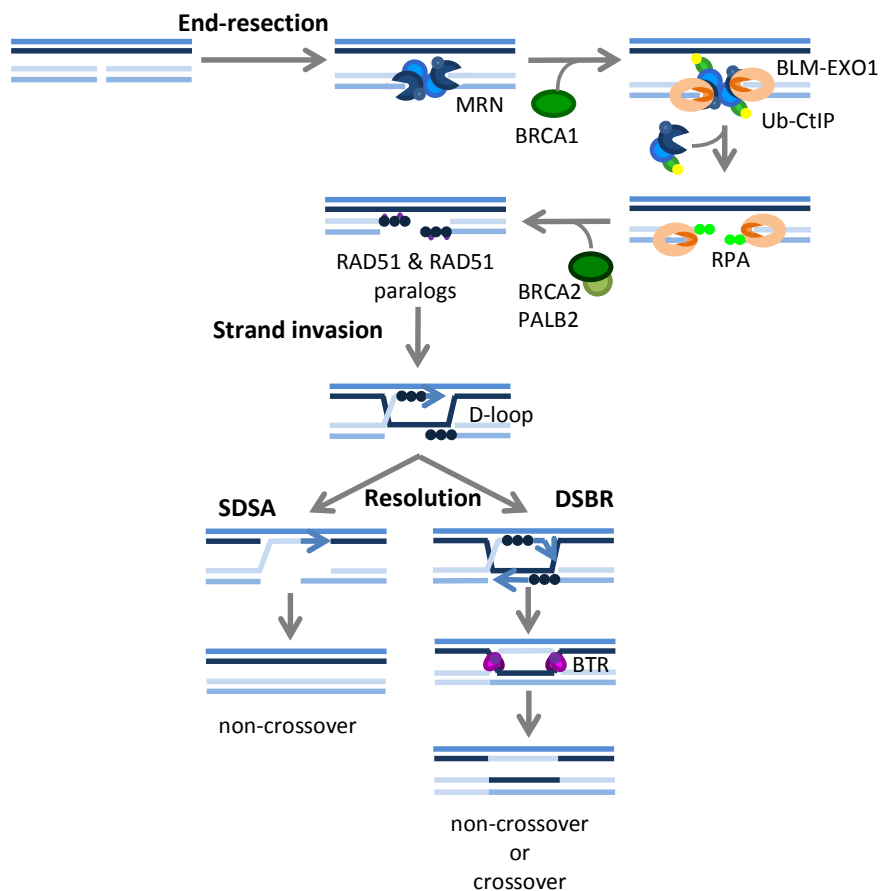 End-resection
MRN
BRCA1
BLM-EXO1
Ub-CtIP
RPA
BRCA2
PALB2
RAD51 & RAD51
paralogs
Strand invasion
D-loop
Resolution
SDSA
DSBR
BTR
non-crossover
non-crossover
or
crossover